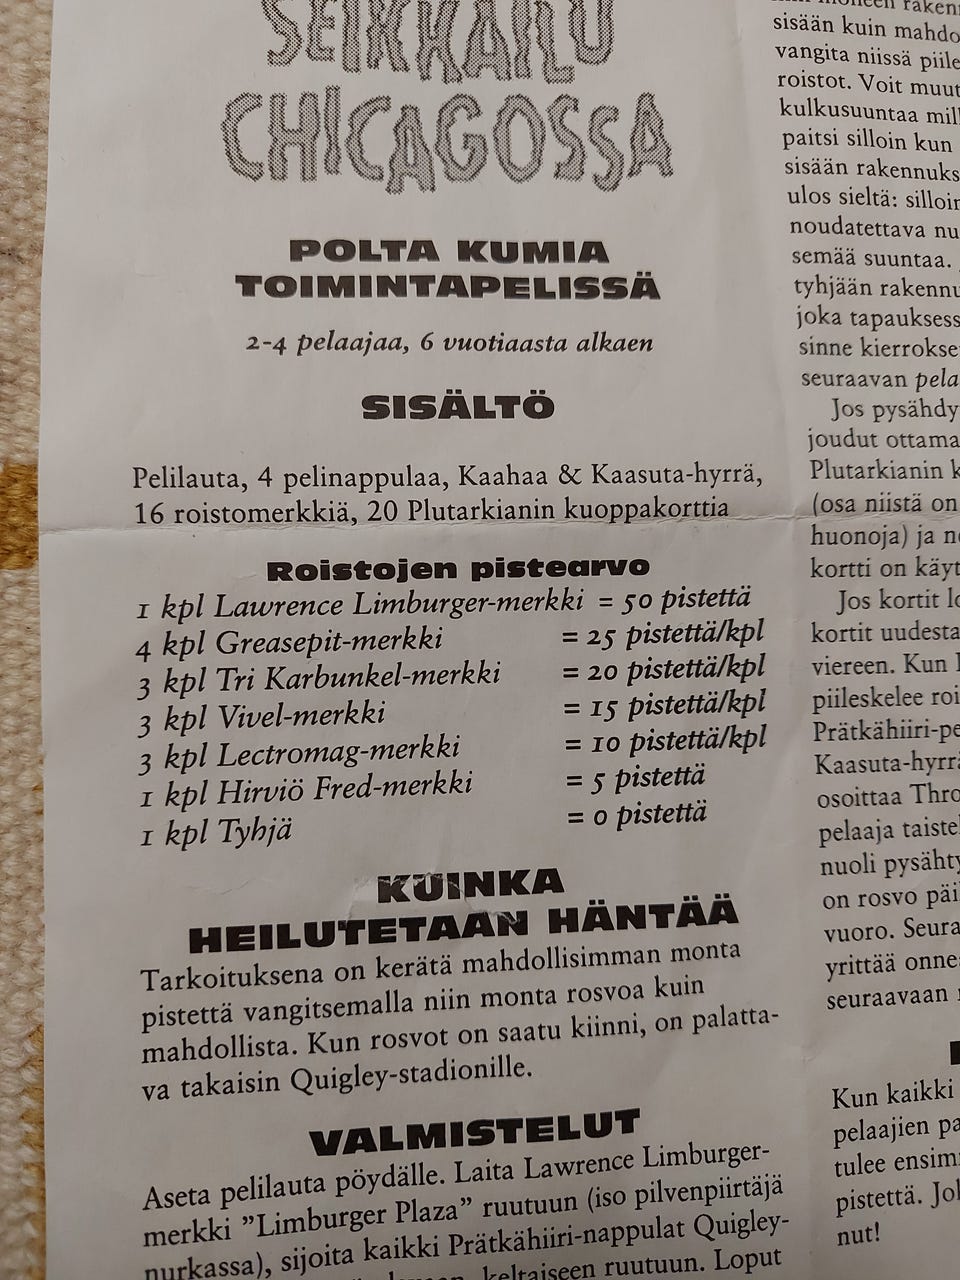 SEIKKAILU
CHICAGOSSA
POLTA KUMIA
TOIMINTAPELISSÄ
2-4 pelaajaa, 6 vuotiaasta alkaen
SISÄLTÖ
Pelilauta, 4 pelinappulaa, Kaahaa & Kaasuta-hyrrä,
16 roistomerkkiä, 20 Plutarkianin kuoppakorttia
Roistojen pistearvo
1 kpl Lawrence Limburger-merkki = 50 pistettä
4 kpl Greasepit-merkki = 25 pistettä/kpl
3 kpl Tri Karbunkel-merkki = 20 pistettä/kpl
3 kpl Vivel-merkki = 15 pistettä/kpl
3 kpl Lectromag-merkki = 10 pistettä/kpl
1 kpl Hirviö Fred-merkki = 5 pistettä
1 kpl Tyhjä = 0 pistettä
KUINKA
HEILUTETAAN HÄNTÄÄ
Tarkoituksena on kerätä mahdollisimman monta
pistettä vangitsemalla niin monta rosvoa kuin
mahdollista. Kun rosvot on saatu kiinni, on palatta-
va takaisin Quigley-stadionille.
VALMISTELUT
Aseta pelilauta pöydälle. Laita Lawrence Limburger-
merkki ”Limburger Plaza” ruutuun (iso pilvenpiirtäjä
nurkassa), sijoita kaikki Prätkähiiri-nappulat Quigley-
keltaiseen ruutuun. Loput
sisään kuin mahdo
vangita niissä piile
roistot. Voit muut
kulkusuuntaa mil
paitsi silloin kun
sisään rakennuks
ulos sieltä: silloin
noudatettava nu
semää suuntaa.
tyhjään rakennu
joka tapauksess
sinne kierrokse
seuraavan pela
Jos pysähdy
joudut ottama
Plutarkianin k
(osa niistä on
huonoja) ja n
kortti on käyt
Jos kortit lo
kortit uudesta
viereen. Kun
piileskelee roi
Prätkähiiri-pe
Kaasuta-hyrrä
osoittaa Thro
pelaaja taistel
nuoli pysähty
on rosvo päi
vuoro. Seura
yrittää onne
seuraavaan
Kun kaikki
pelaajien pa
tulee ensim
pistettä. Jo
nut!